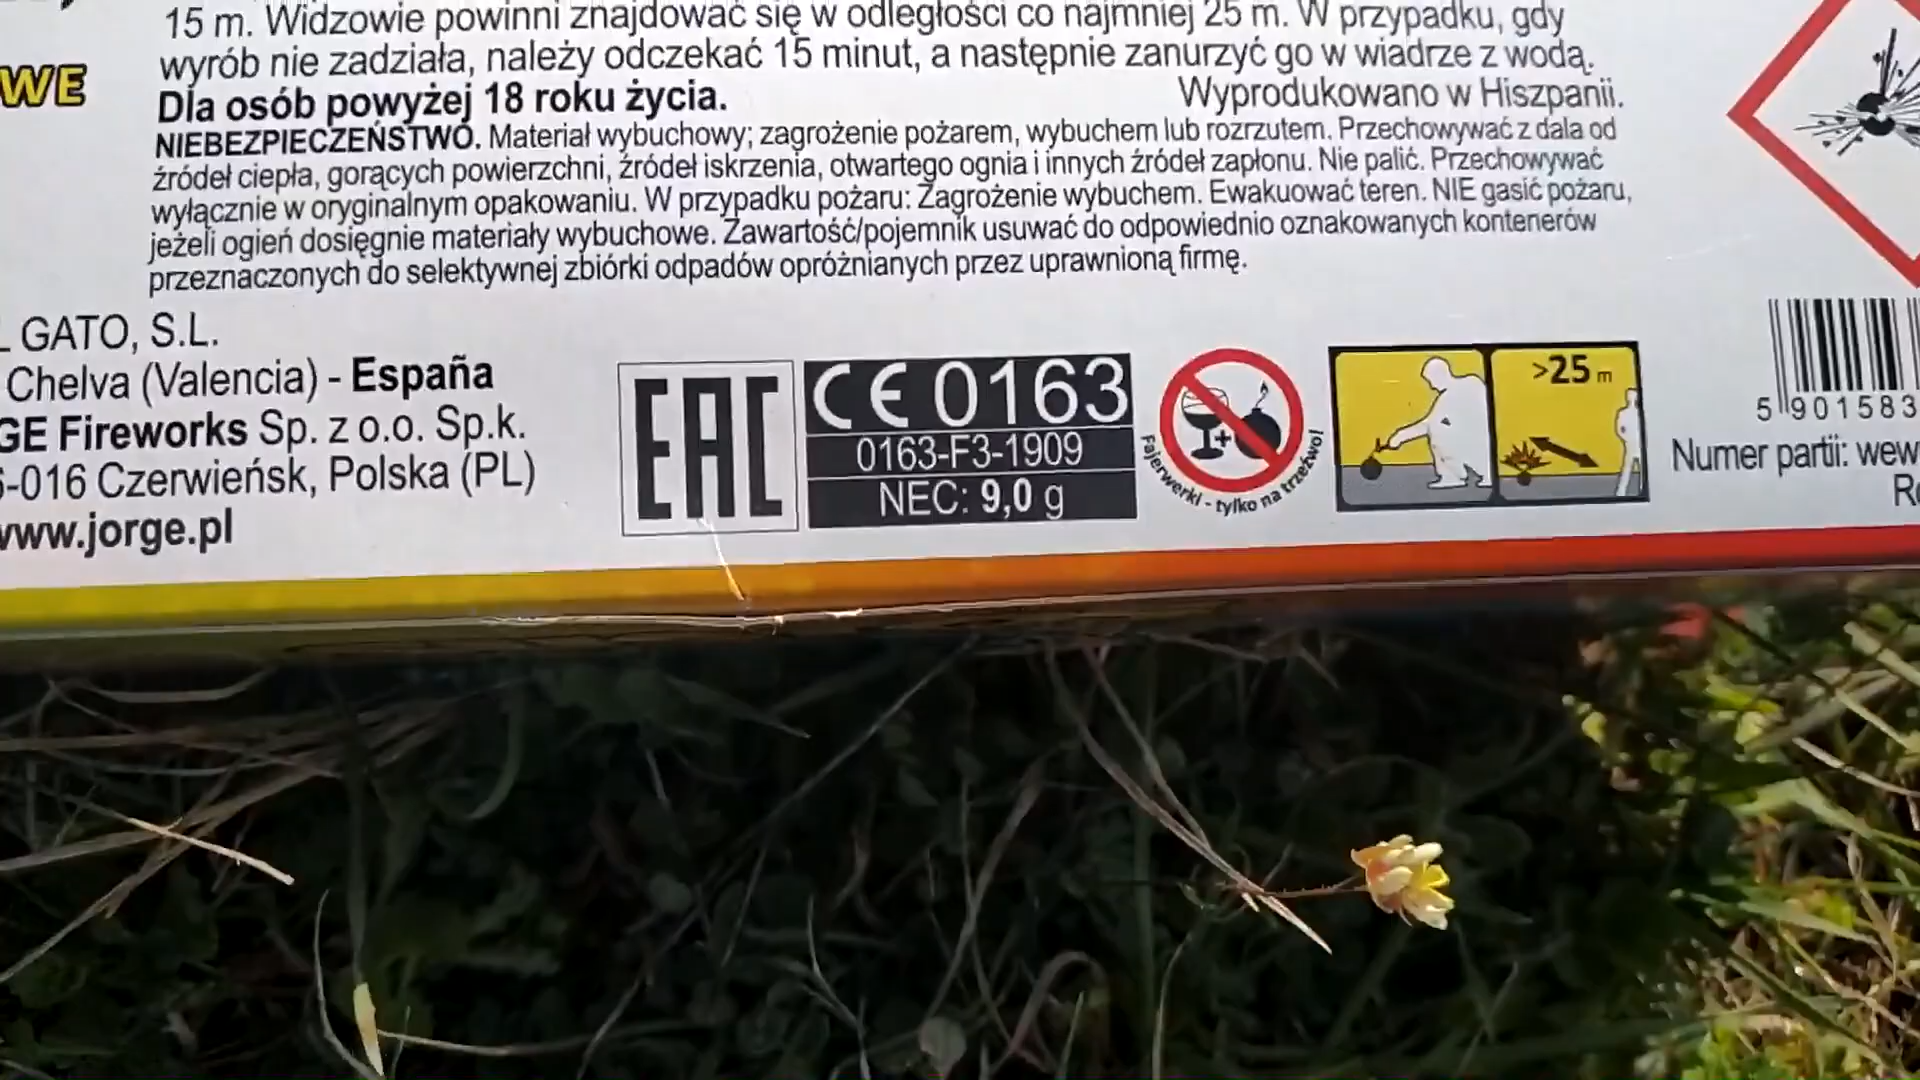 15 m. Widzowie powinni znajdować się w odległości co najmniej 25 m. W przypadku, gdy
wyrób nie zadziała, należy odczekać 15 minut, a następnie zanurzyć go w wiadrze z wodą.
WE
Dla osób powyżej 18 roku życia.
Wyprodukowano w Hiszpanii.
NIEBEZPIECZEŃSTWO. Materiał wybuchowy; zagrożenie pożarem, wybuchem lub rozrzutem. Przechowywać z dala od
źródeł ciepła, gorących powierzchni, źródeł iskrzenia, otwartego ognia i innych źródeł zapłonu. Nie palić. Przechowywać
wyłącznie w oryginalnym opakowaniu. W przypadku pożaru: Zagrożenie wybuchem. Ewakuować teren. NIE gasić pożaru,
jeżeli ogień dosięgnie materiały wybuchowe. Zawartość/pojemnik usuwać do odpowiednio oznakowanych kontenerów
przeznaczonych do selektywnej zbiórki odpadów opróżnianych przez uprawnioną firmę.
GATO, S.L.
Chelva (Valencia) - España
GE Fireworks Sp. z o.o. Sp.k.
-016 Czerwieńsk, Polska (PL)
www.jorge.pl
EAC
CE 0163
0163-F3-1909
NEC: 9,0 g
Fajerwerki - tylko na trzeźwo!
>25 m
5 901583
Numer partii: wew